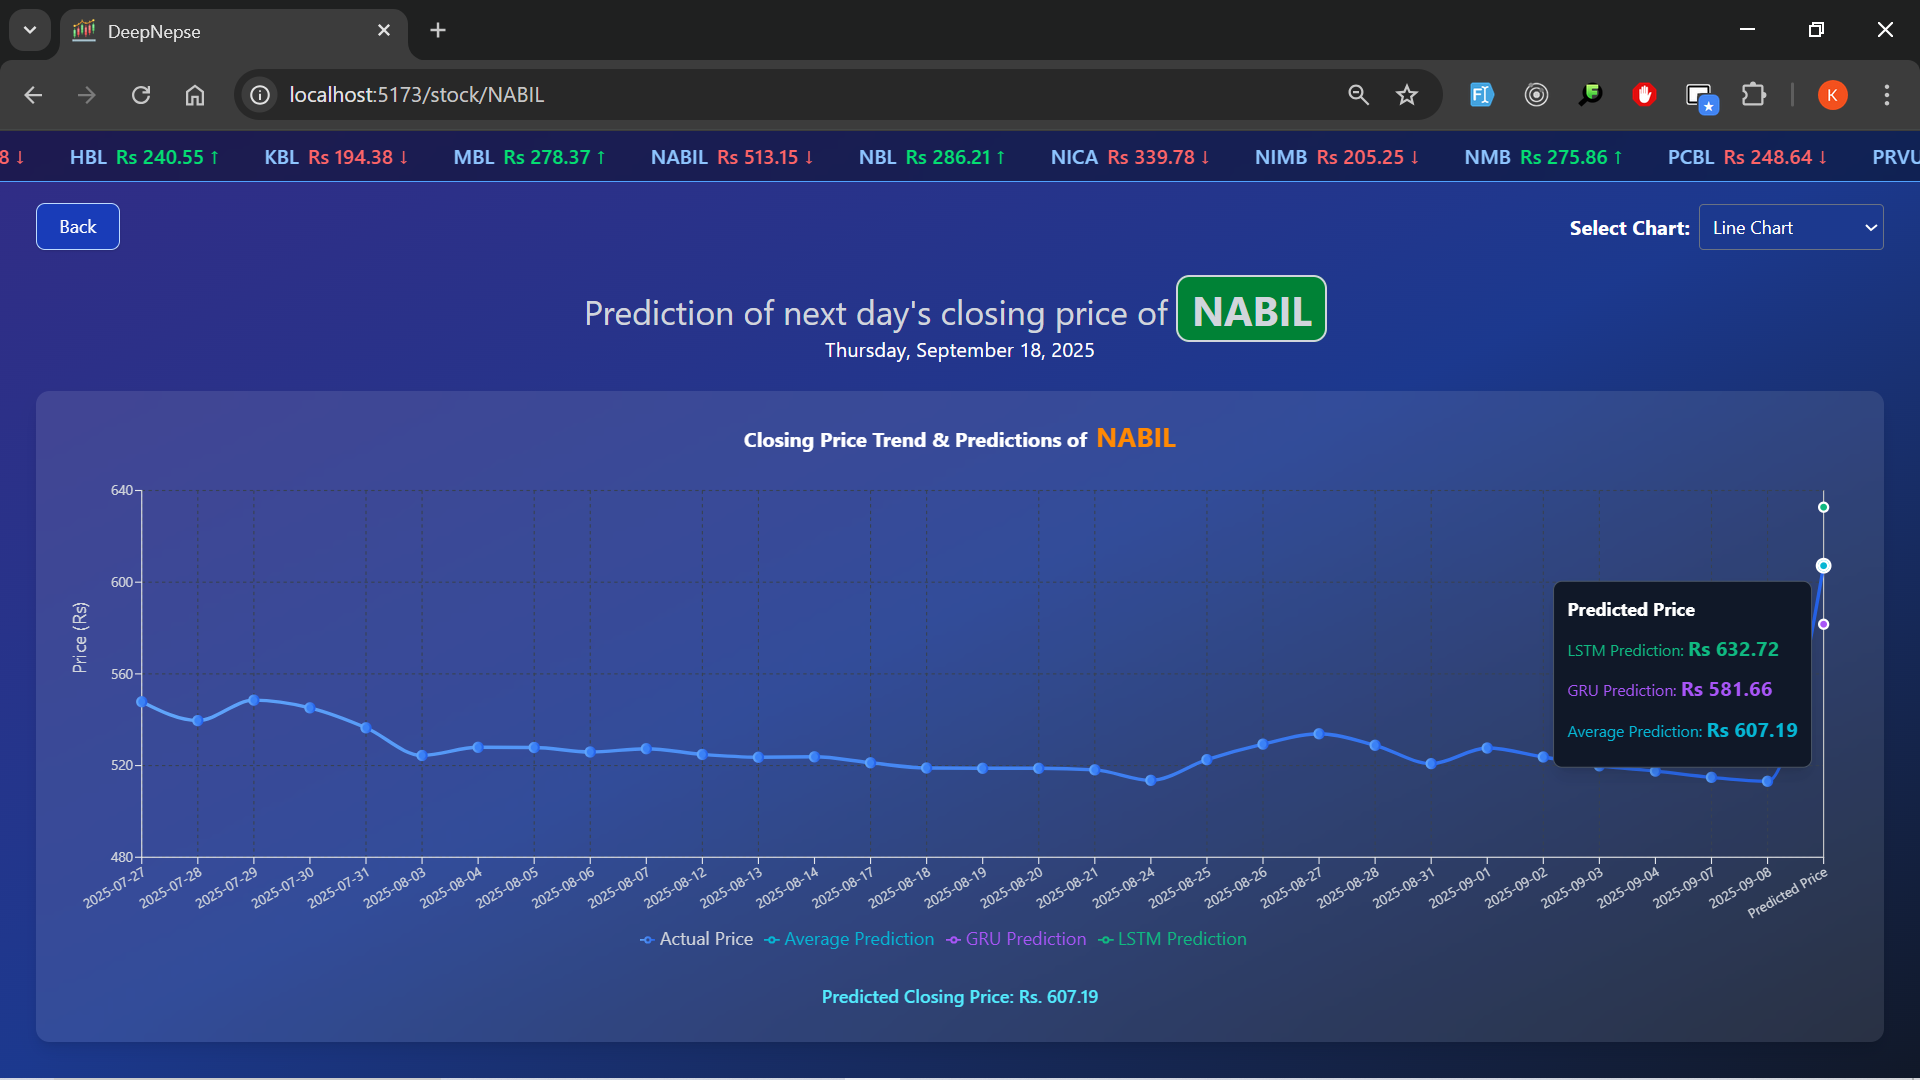 DeepNepse
localhost:5173/stock/NABIL
K
8 ↓ HBL Rs 240.55 ↑ KBL Rs 194.38 ↓ MBL Rs 278.37 ↑ NABIL Rs 513.15 ↓ NBL Rs 286.21 ↑ NICA Rs 339.78 ↓ NIMB Rs 205.25 ↓ NMB Rs 275.86 ↑ PCBL Rs 248.64 ↓ PRVU
Back
Select Chart: Line Chart
Prediction of next day's closing price of NABIL
Thursday, September 18, 2025
Closing Price Trend & Predictions of NABIL
Price (Rs)
640
600
560
520
480
Predicted Price
LSTM Prediction: Rs 632.72
GRU Prediction: Rs 581.66
Average Prediction: Rs 607.19
2025-07-27 2025-07-28 2025-07-29 2025-07-30 2025-07-31 2025-08-03 2025-08-04 2025-08-05 2025-08-06 2025-08-07 2025-08-12 2025-08-13 2025-08-14 2025-08-17 2025-08-18 2025-08-19 2025-08-20 2025-08-21 2025-08-24 2025-08-25 2025-08-26 2025-08-27 2025-08-28 2025-08-31 2025-09-01 2025-09-02 2025-09-03 2025-09-04 2025-09-07 2025-09-08 Predicted Price
Actual Price Average Prediction GRU Prediction LSTM Prediction
Predicted Closing Price: Rs. 607.19